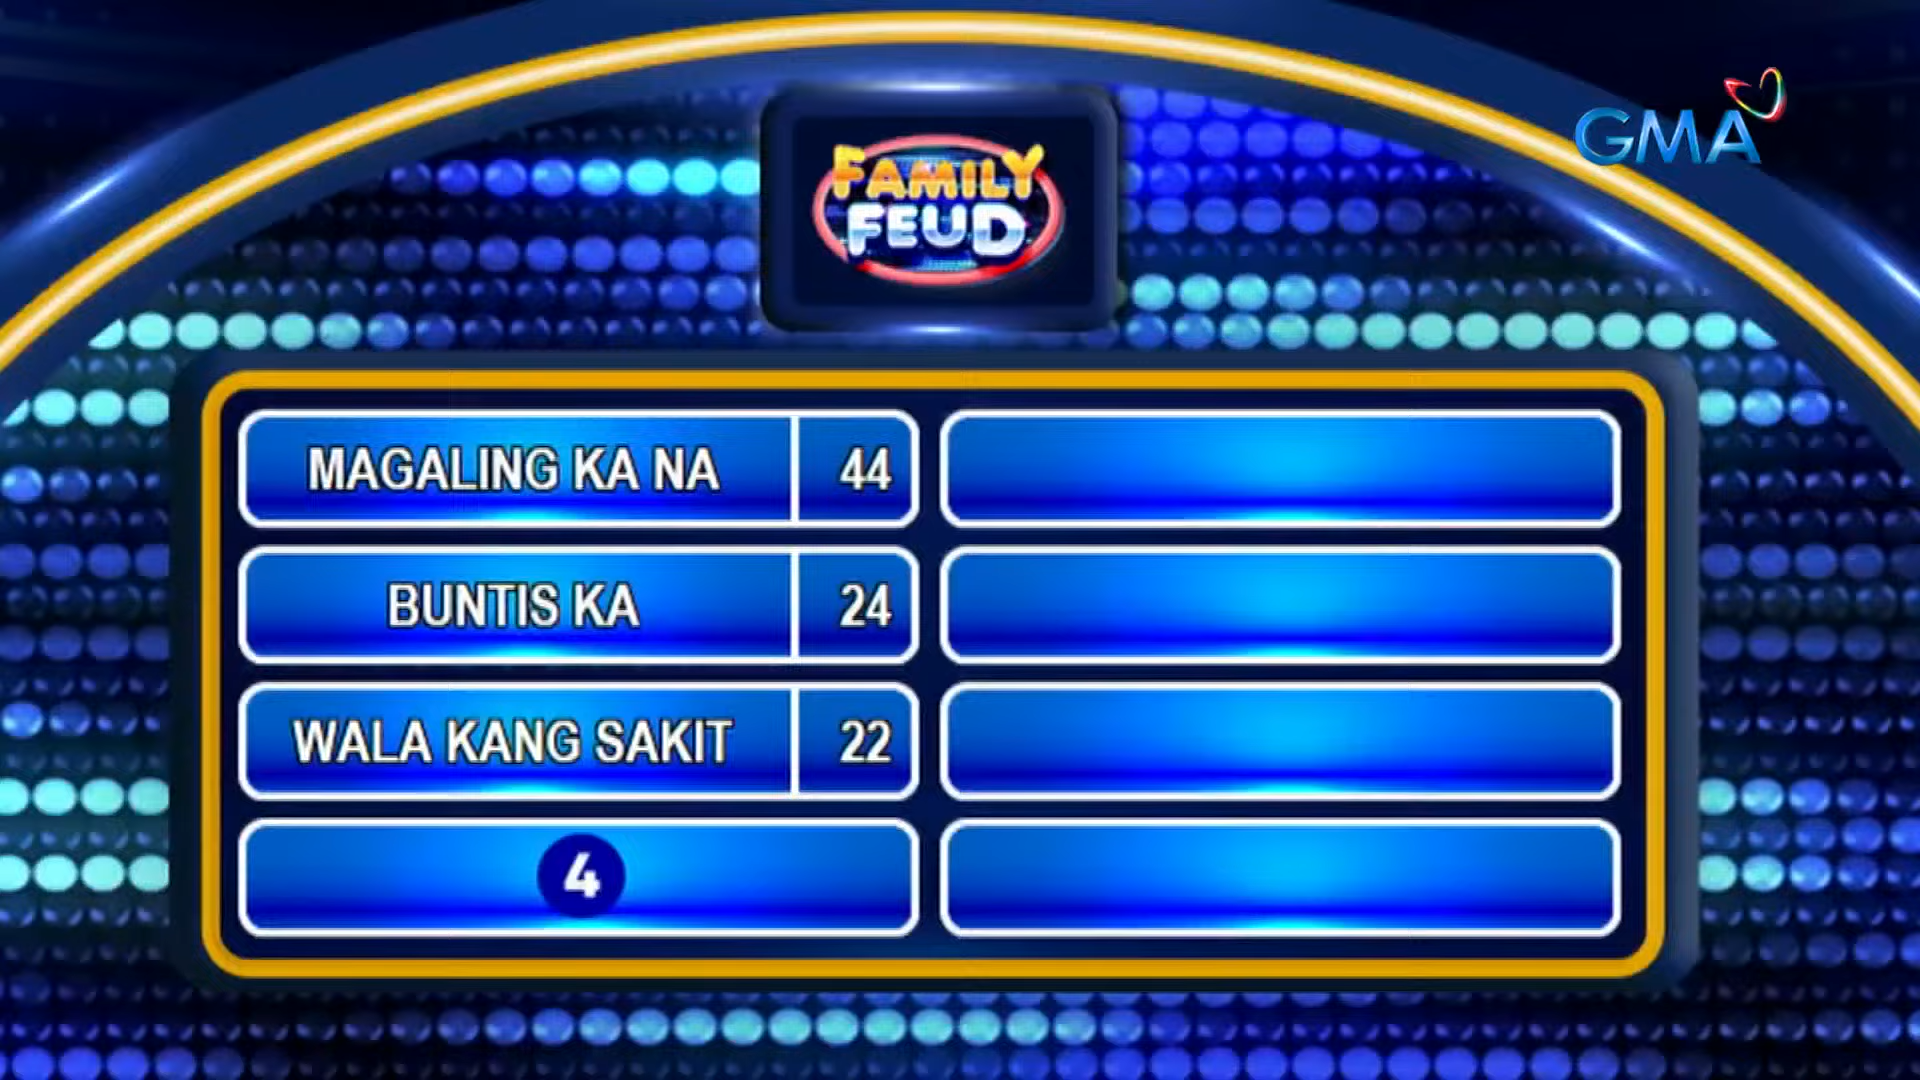 GMA
FAMILY
FEUD
MAGALING KA NA 44
BUNTIS KA 24
WALA KANG SAKIT 22
4